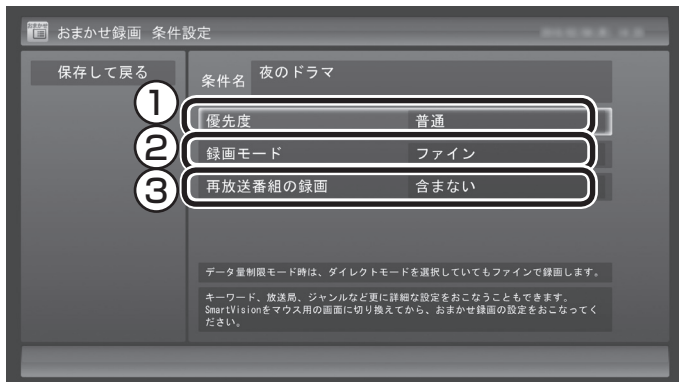 おまかせ録画 条件設定
保存して戻る
条件名 夜のドラマ
① 優先度 普通
② 録画モード ファイン
③ 再放送番組の録画 含まない
データ量制限モード時は、ダイレクトモードを選択していてもファインで録画します。
キーワード、放送局、ジャンルなど更に詳細な設定をおこなうこともできます。
SmartVisionをマウス用の画面に切り換えてから、おまかせ録画の設定をおこなってく
ださい。